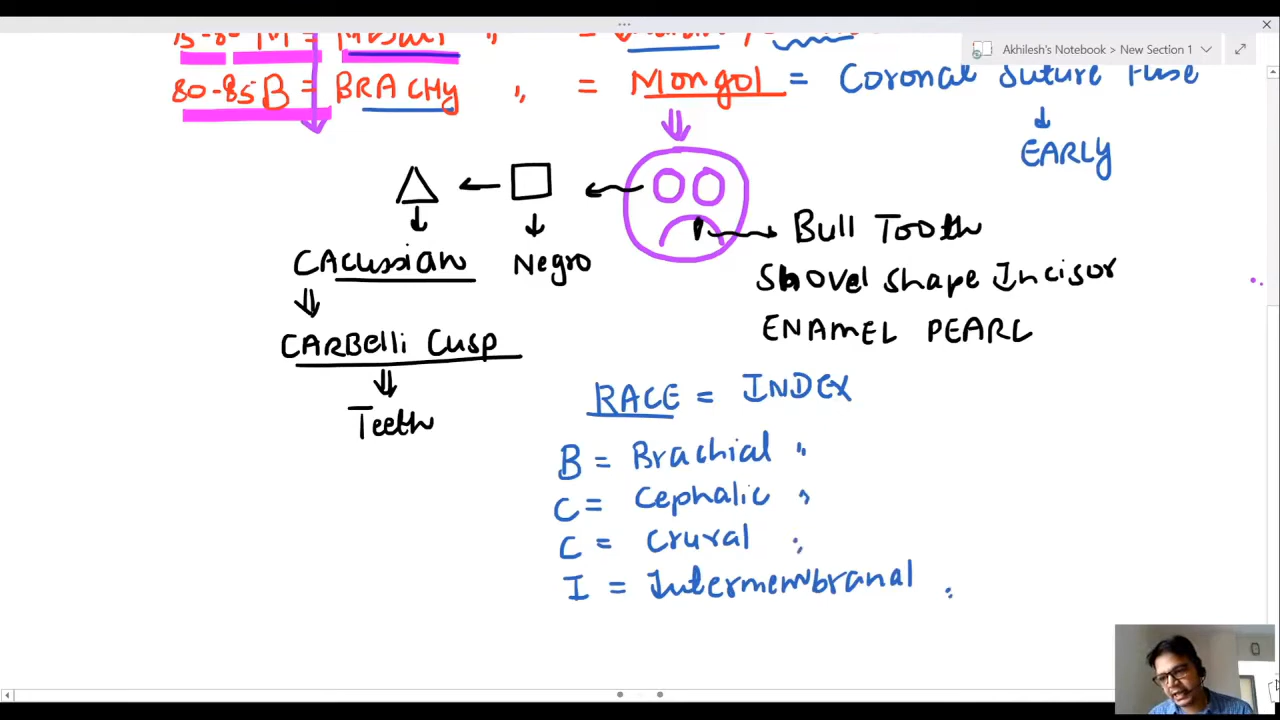 Akhilesh's Notebook > New Section 1
80-85 B = BRACHy " = Mongol = Coronal Suture Fuse
EARLY
Bull Tooth
CAcussian Negro
Shovel shape Incisor
ENAMEL PEARL
CARBelli Cusp
RACE = INDEX
Teeth
B = Brachial "
C = Cephalic "
C = Crural "
I = Intermembranal "